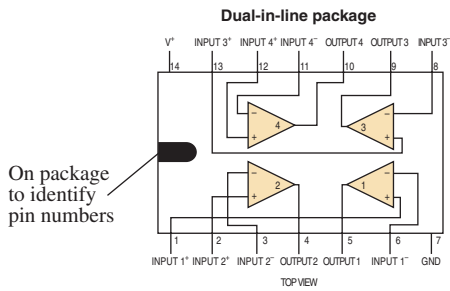 Dual-in-line package
V+ INPUT 3+ INPUT 4+ INPUT 4− OUTPUT 4 OUTPUT 3 INPUT 3−
14 13 12 11 10 9 8
− −
4 3
+ +
On package
to identify
pin numbers
− −
2 1
+ +
1 2 3 4 5 6 7
INPUT 1+ INPUT 2+ INPUT 2− OUTPUT 2 OUTPUT 1 INPUT 1− GND
TOP VIEW